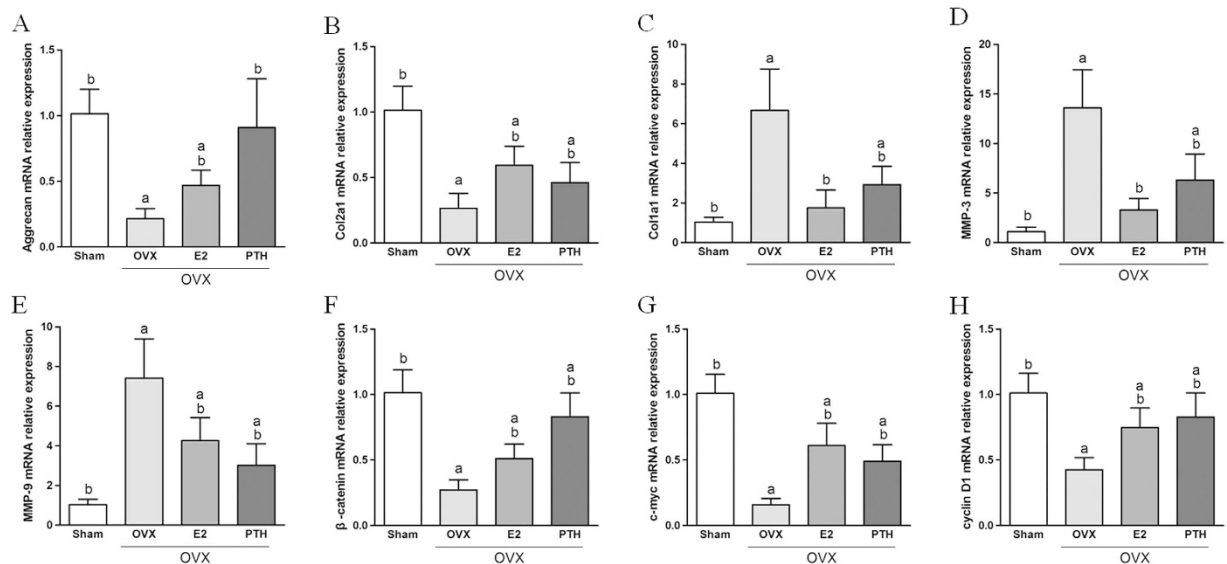 A
Aggrecan mRNA relative expression
1.5
1.0
0.5
0.0
b
a
a
b
b
Sham OVX E2 PTH
OVX
B
Col2a1 mRNA relative expression
1.5
1.0
0.5
0.0
b
a
a
b
a
b
Sham OVX E2 PTH
OVX
C
Col1a1 mRNA relative expression
10
8
6
4
2
0
b
a
b
a
b
Sham OVX E2 PTH
OVX
D
MMP-3 mRNA relative expression
20
15
10
5
0
b
a
b
a
b
Sham OVX E2 PTH
OVX
E
MMP-9 mRNA relative expression
10
8
6
4
2
0
b
a
a
b
a
b
Sham OVX E2 PTH
OVX
F
β -catenin mRNA relative expression
1.5
1.0
0.5
0.0
b
a
a
b
a
b
Sham OVX E2 PTH
OVX
G
c-myc mRNA relative expression
1.5
1.0
0.5
0.0
b
a
a
b
a
b
Sham OVX E2 PTH
OVX
H
cyclin D1 mRNA relative expression
1.5
1.0
0.5
0.0
b
a
a
b
a
b
Sham OVX E2 PTH
OVX